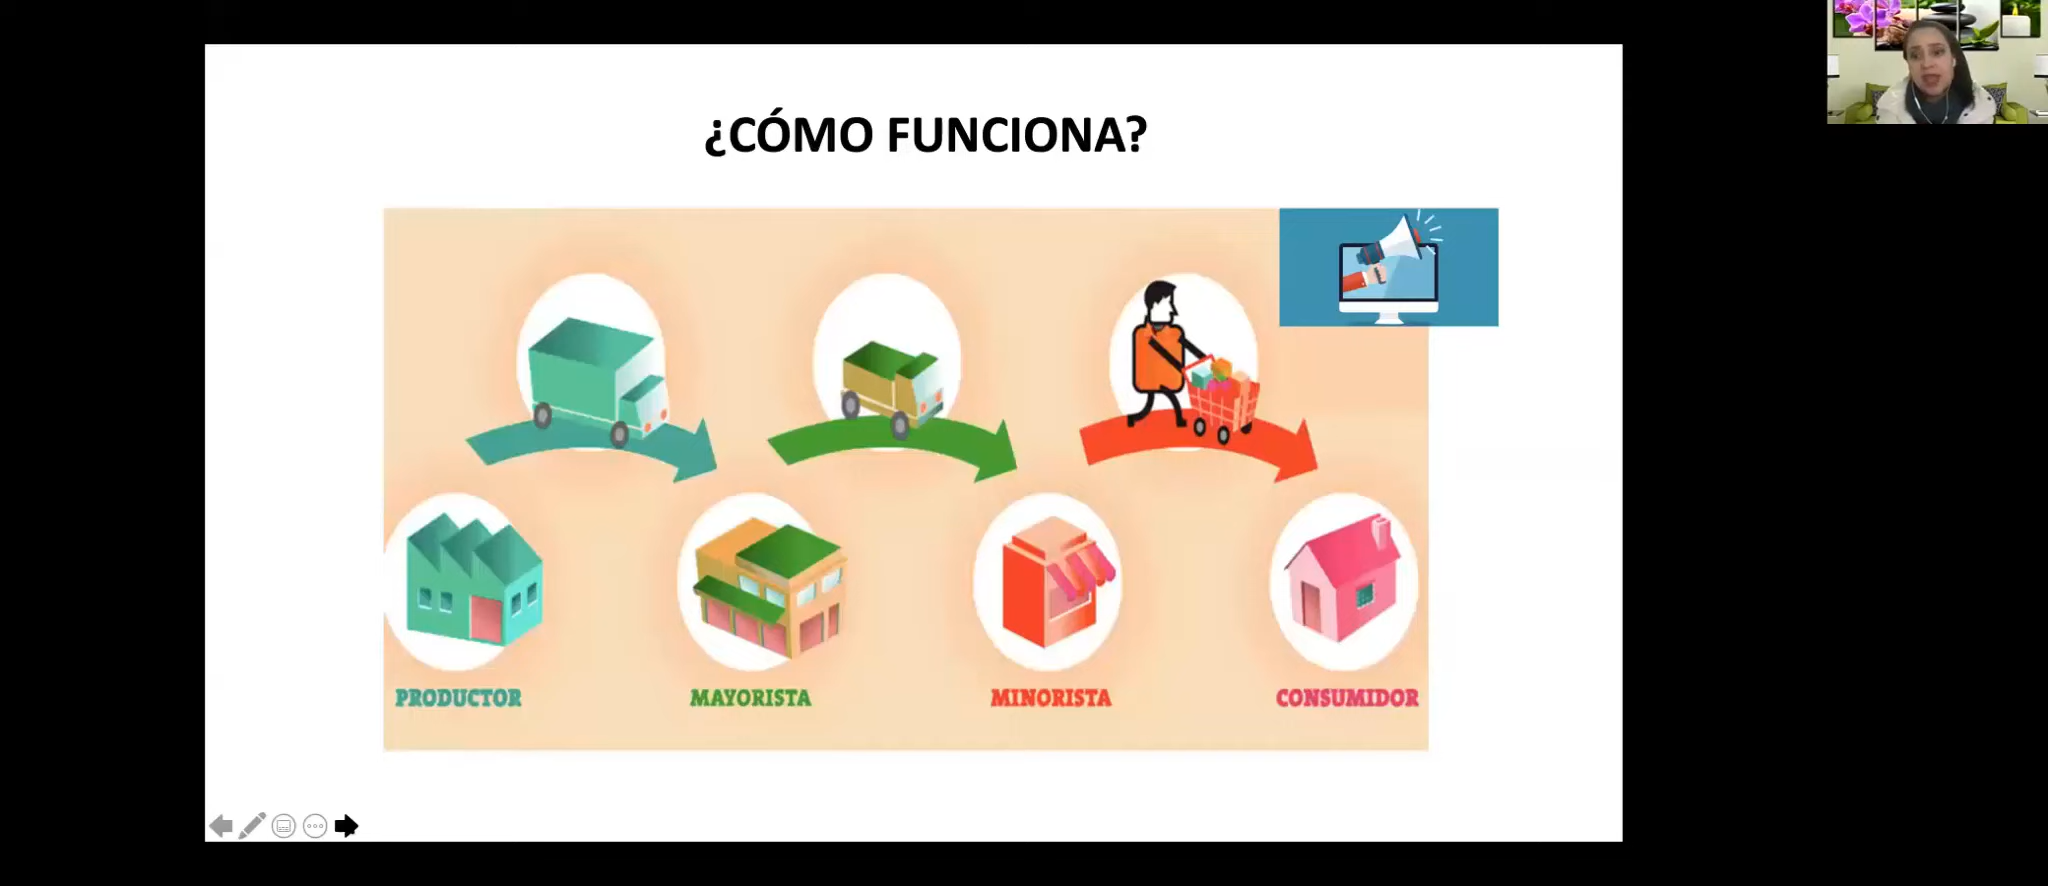 ¿CÓMO FUNCIONA?
PRODUCTOR
MAYORISTA
MINORISTA
CONSUMIDOR